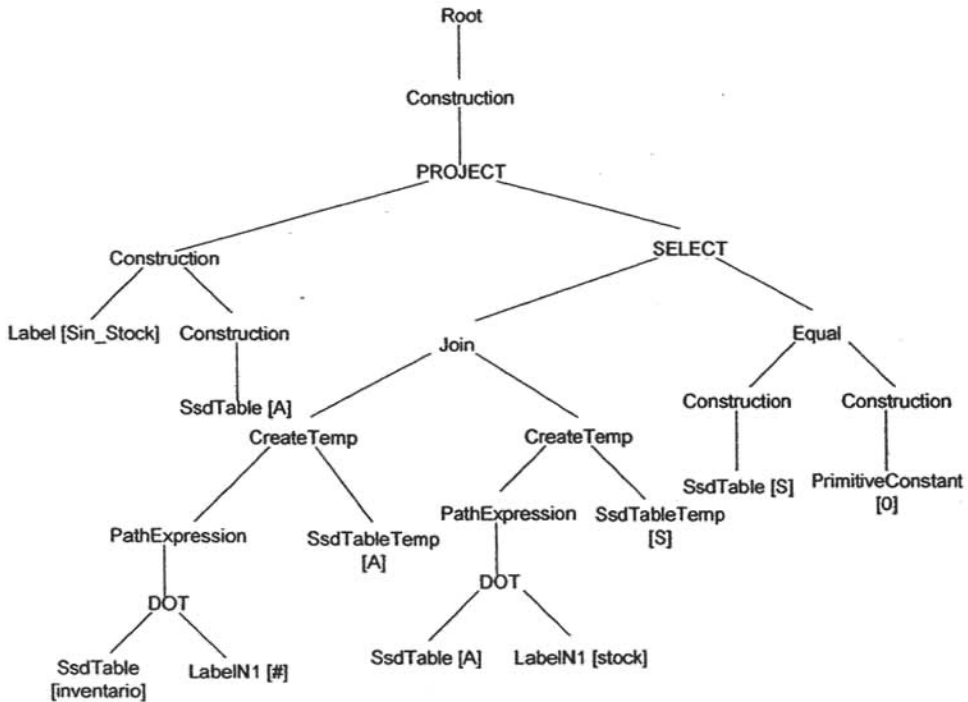 Root
Construction
PROJECT
Construction
SELECT
Label [Sin_Stock]
Construction
Join
Equal
SsdTable [A]
Construction
Construction
CreateTemp
CreateTemp
SsdTable [S]
PrimitiveConstant
[0]
PathExpression
SsdTableTemp
[A]
PathExpression
SsdTableTemp
[S]
DOT
DOT
SsdTable
[inventario]
LabelN1 [#]
SsdTable [A]
LabelN1 [stock]